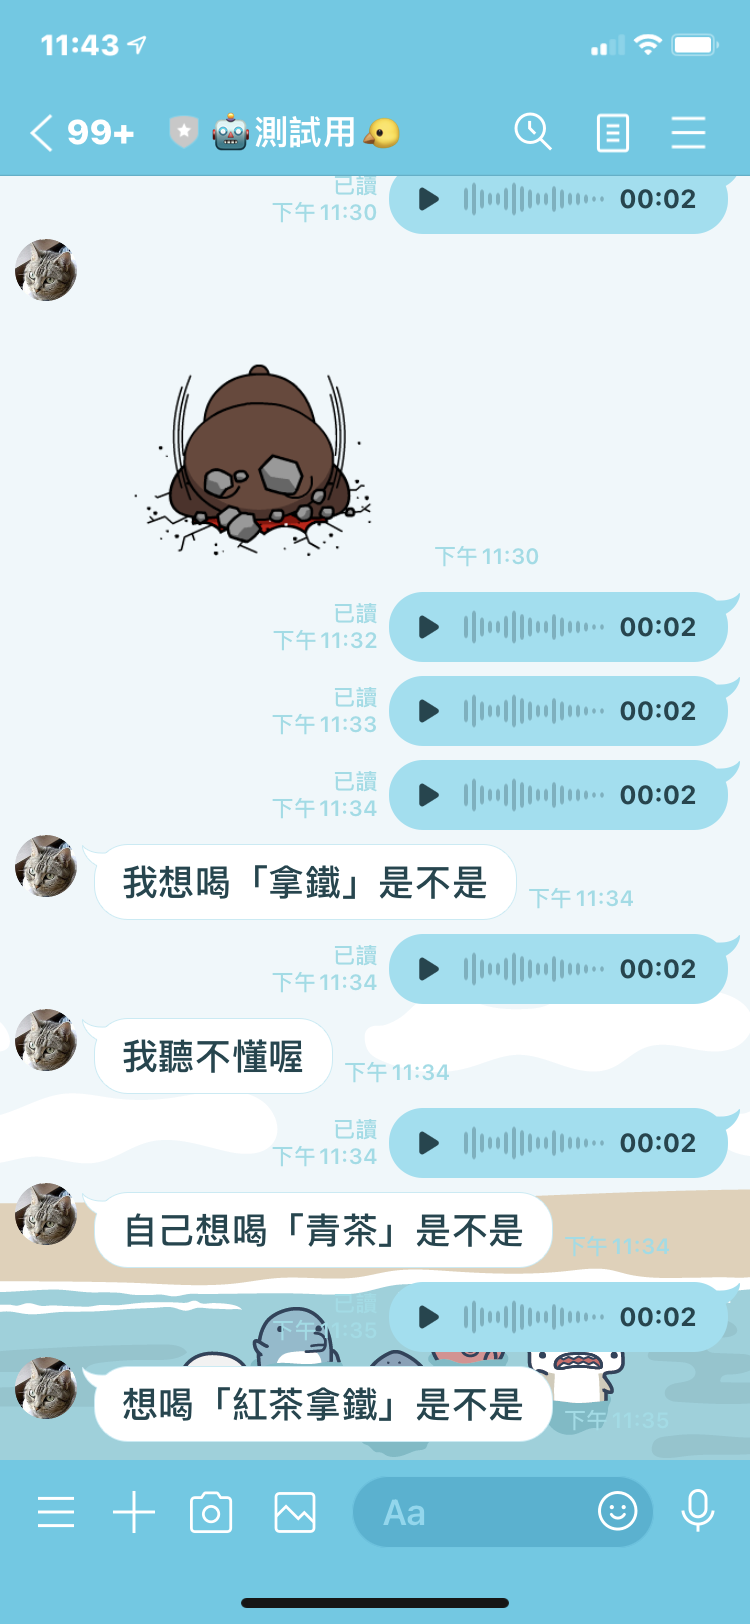 11:43
99+ 🤖測試用🐤
已讀
下午 11:30
00:02
下午 11:30
已讀
下午 11:32
00:02
已讀
下午 11:33
00:02
已讀
下午 11:34
00:02
我想喝「拿鐵」是不是
下午 11:34
已讀
下午 11:34
00:02
我聽不懂喔
下午 11:34
已讀
下午 11:34
00:02
自己想喝「青茶」是不是
下午 11:34
已讀
下午 11:35
00:02
想喝「紅茶拿鐵」是不是
下午 11:35
Aa